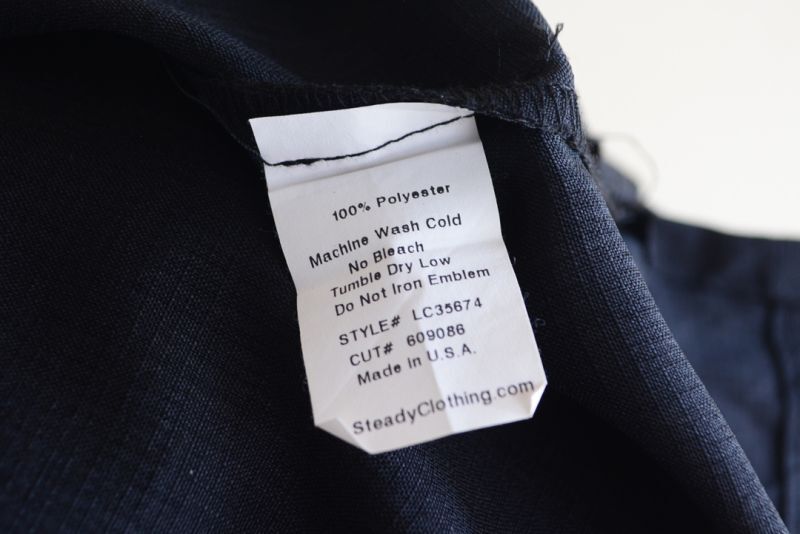 100% Polyester
Machine Wash Cold
No Bleach
Tumble Dry Low
Do Not Iron Emblem
STYLE# LC35674
CUT# 609086
Made in U.S.A.
SteadyClothing.com